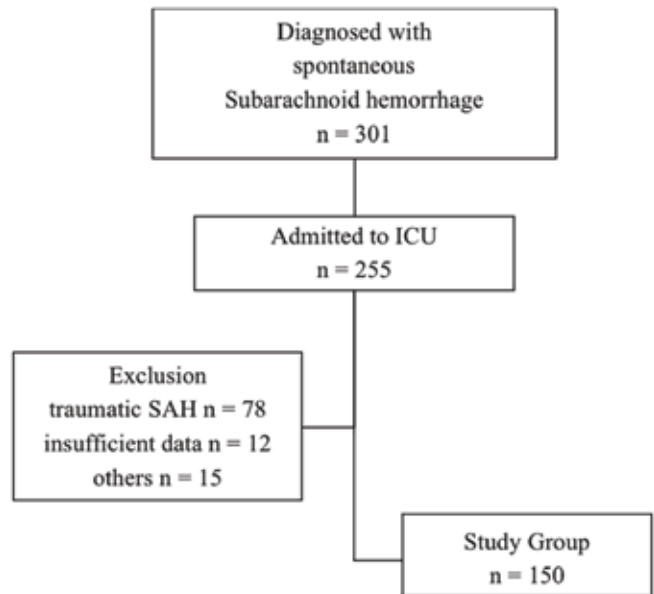 Diagnosed with
spontaneous
Subarachnoid hemorrhage
n = 301
Admitted to ICU
n = 255
Exclusion
traumatic SAH n = 78
insufficient data n = 12
others n = 15
Study Group
n = 150